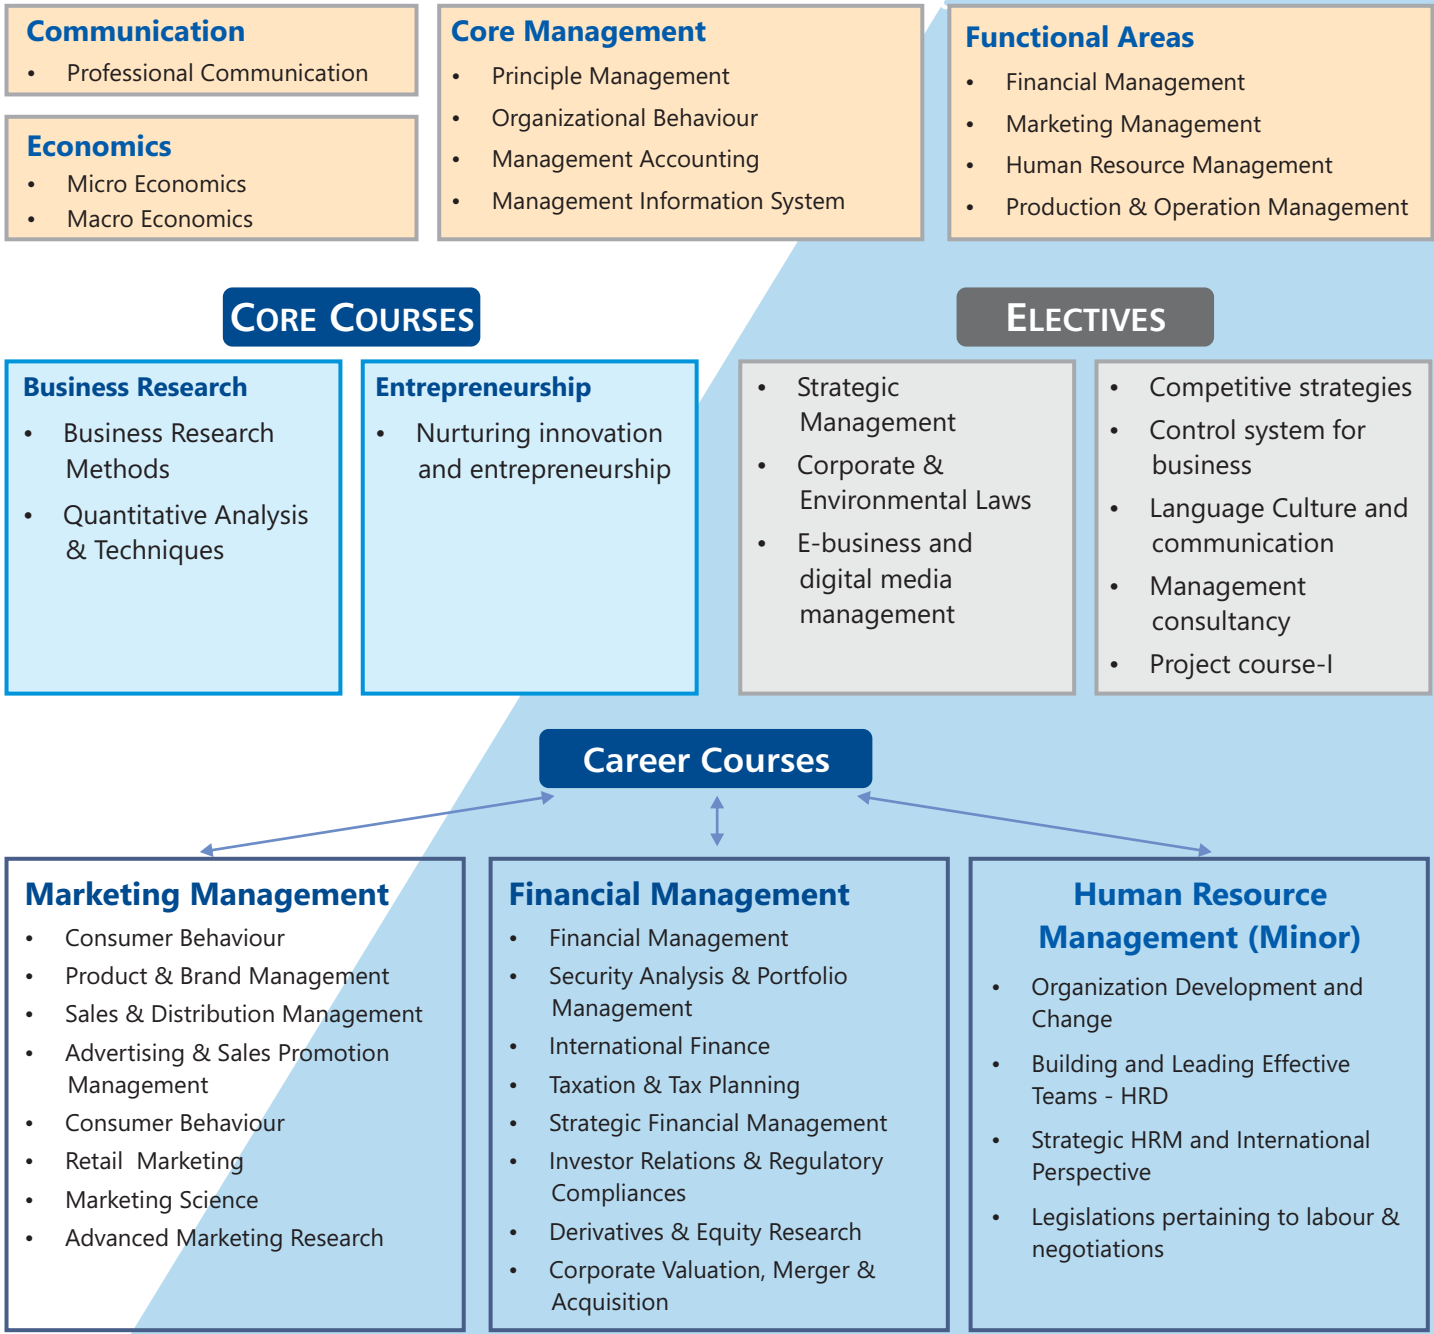 Communication
• Professional Communication
Economics
• Micro Economics
• Macro Economics
Core Management
• Principle Management
• Organizational Behaviour
• Management Accounting
• Management Information System
Functional Areas
• Financial Management
• Marketing Management
• Human Resource Management
• Production & Operation Management
CORE COURSES
Business Research
• Business Research
Methods
• Quantitative Analysis
& Techniques
Entrepreneurship
• Nurturing innovation
and entrepreneurship
ELECTIVES
• Strategic
Management
• Corporate &
Environmental Laws
• E-business and
digital media
management
• Competitive strategies
• Control system for
business
• Language Culture and
communication
• Management
consultancy
• Project course-I
Career Courses
Marketing Management
• Consumer Behaviour
• Product & Brand Management
• Sales & Distribution Management
• Advertising & Sales Promotion
Management
• Consumer Behaviour
• Retail Marketing
• Marketing Science
• Advanced Marketing Research
Financial Management
• Financial Management
• Security Analysis & Portfolio
Management
• International Finance
• Taxation & Tax Planning
• Strategic Financial Management
• Investor Relations & Regulatory
Compliances
• Derivatives & Equity Research
• Corporate Valuation, Merger &
Acquisition
Human Resource
Management (Minor)
• Organization Development and
Change
• Building and Leading Effective
Teams - HRD
• Strategic HRM and International
Perspective
• Legislations pertaining to labour &
negotiations